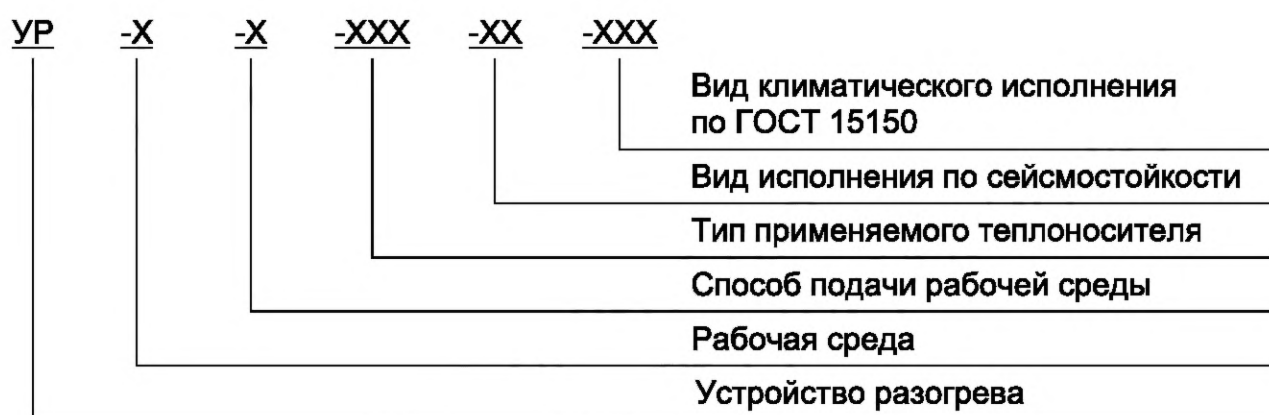 УР -Х -Х -ХХХ -ХХ -ХХХ
Вид климатического исполнения
по ГОСТ 15150
Вид исполнения по сейсмостойкости
Тип применяемого теплоносителя
Способ подачи рабочей среды
Рабочая среда
Устройство разогрева